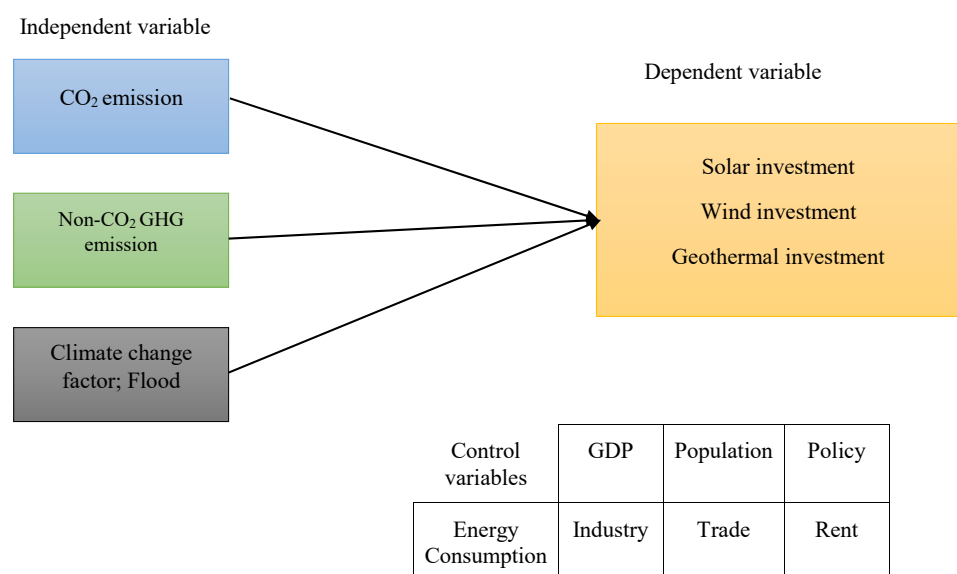 Independent variable
CO₂ emission
Non-CO₂ GHG
emission
Climate change
factor; Flood
Dependent variable
Solar investment
Wind investment
Geothermal investment
Control
variables
GDP
Population
Policy
Energy
Consumption
Industry
Trade
Rent